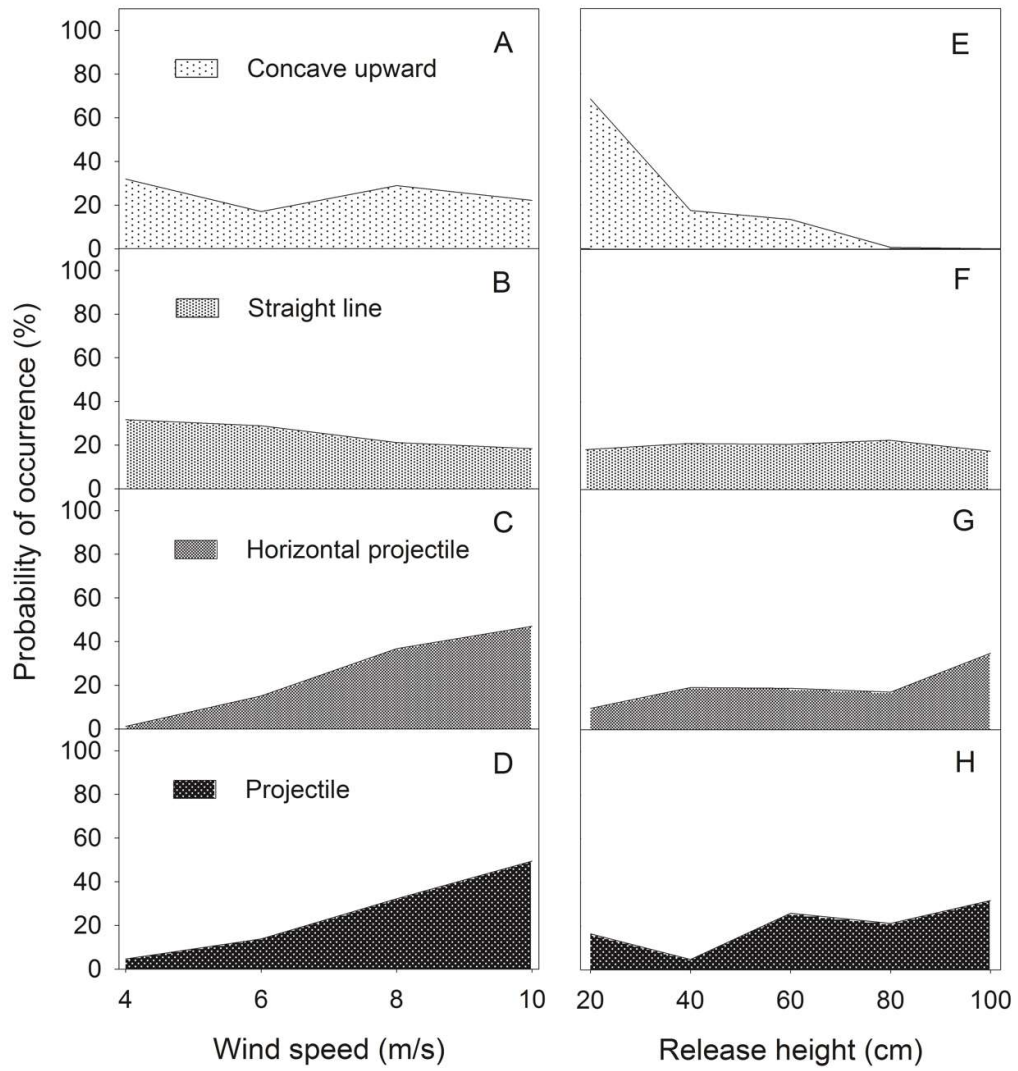 Probability of occurrence (%)
A
Concave upward
100
80
60
40
20
0
E
B
Straight line
100
80
60
40
20
0
F
C
Horizontal projectile
100
80
60
40
20
0
G
D
Projectile
100
80
60
40
20
0
H
4 6 8 10
20 40 60 80 100
Wind speed (m/s)
Release height (cm)